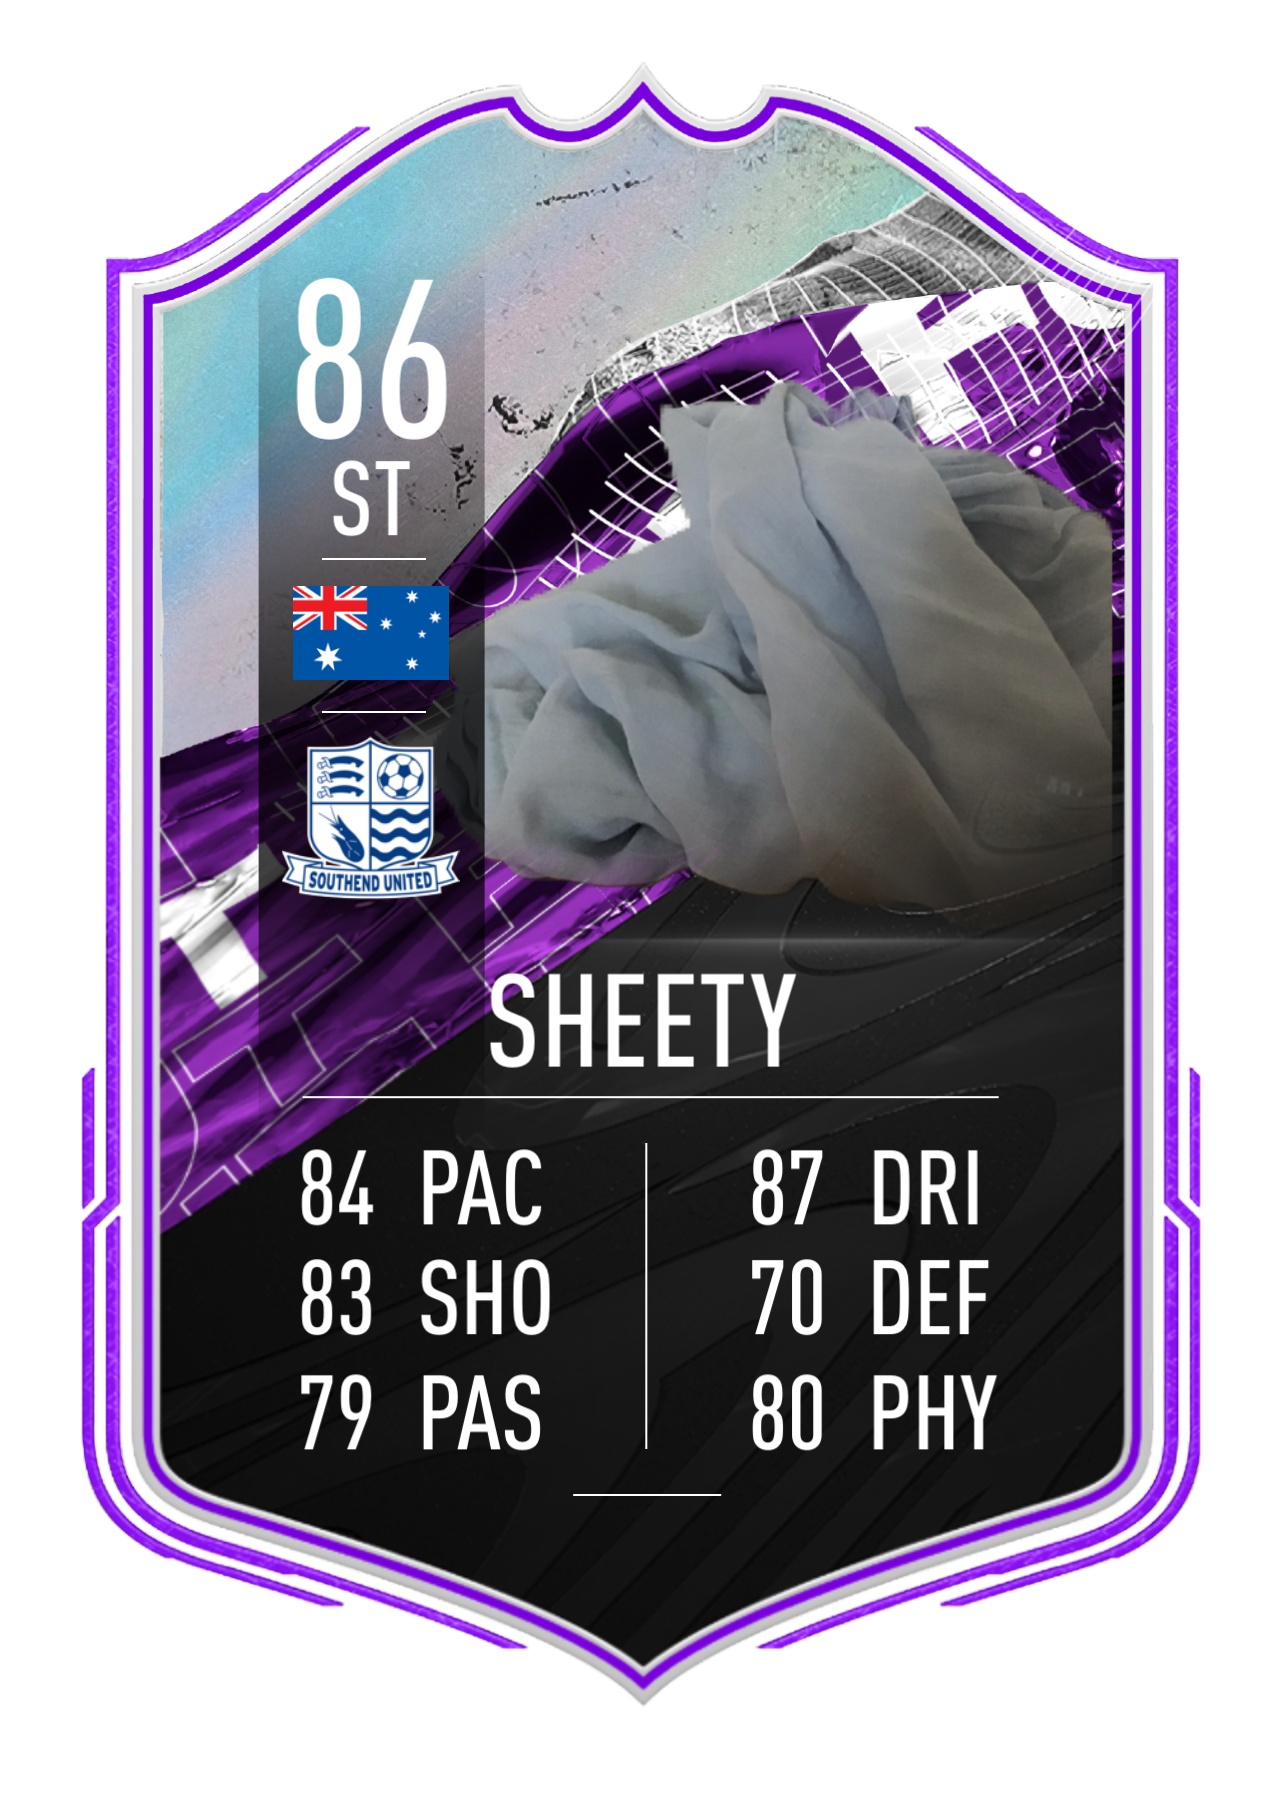 86
ST
SOUTHEND UNITED
SHEETY
84 PAC 87 DRI
83 SHO 70 DEF
79 PAS 80 PHY